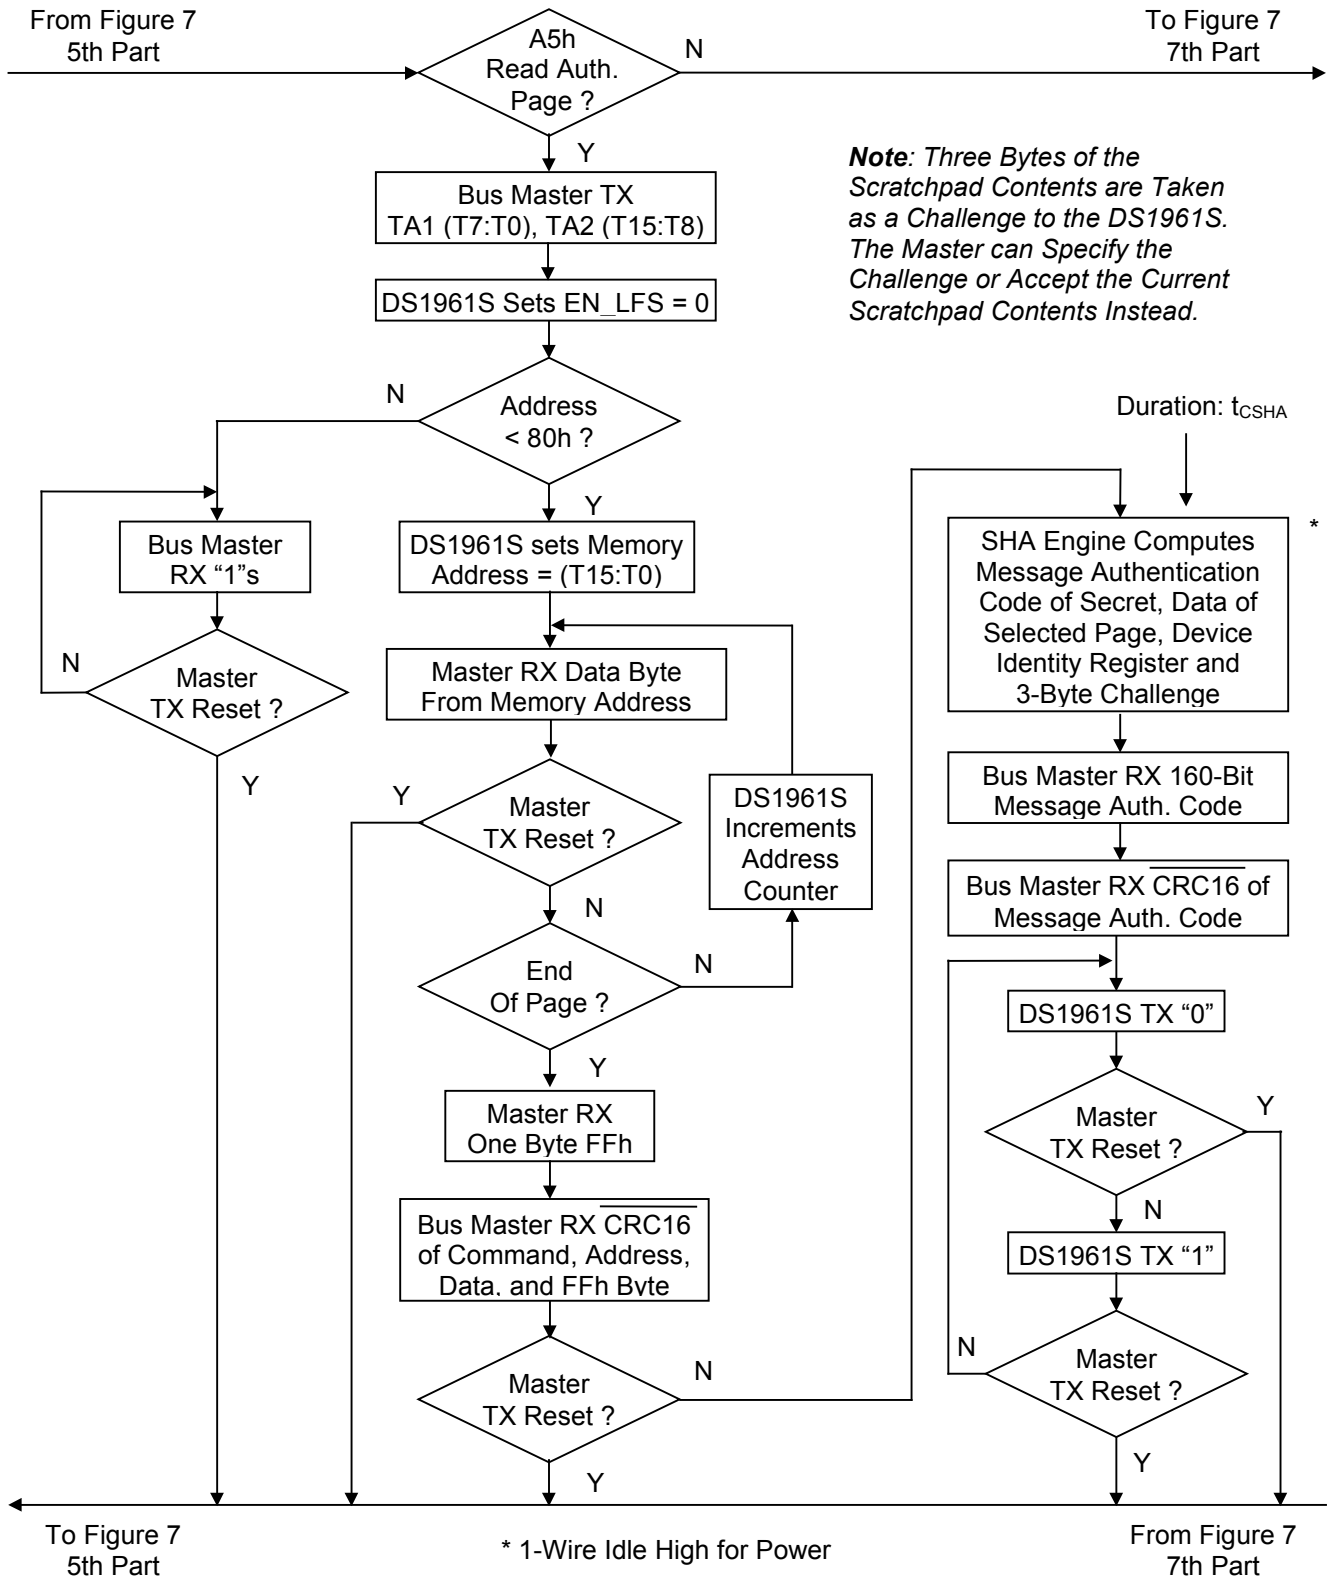 From Figure 7
5th Part
To Figure 7
7th Part
A5h
Read Auth.
Page ?
N
Y
Note: Three Bytes of the
Scratchpad Contents are Taken
as a Challenge to the DS1961S.
The Master can Specify the
Challenge or Accept the Current
Scratchpad Contents Instead.
Bus Master TX
TA1 (T7:T0), TA2 (T15:T8)
DS1961S Sets EN_LFS = 0
Address
< 80h ?
N
Y
Bus Master
RX “1”s
Master
TX Reset ?
N
Y
DS1961S sets Memory
Address = (T15:T0)
Master RX Data Byte
From Memory Address
Master
TX Reset ?
Y
N
DS1961S
Increments
Address
Counter
End
Of Page ?
N
Y
Master RX
One Byte FFh
Bus Master RX CRC16
of Command, Address,
Data, and FFh Byte
Master
TX Reset ?
N
Y
Duration: tCSHA
*
SHA Engine Computes
Message Authentication
Code of Secret, Data of
Selected Page, Device
Identity Register and
3-Byte Challenge
Bus Master RX 160-Bit
Message Auth. Code
Bus Master RX CRC16 of
Message Auth. Code
DS1961S TX “0”
Master
TX Reset ?
Y
N
DS1961S TX “1”
Master
TX Reset ?
N
Y
To Figure 7
5th Part
* 1-Wire Idle High for Power
From Figure 7
7th Part